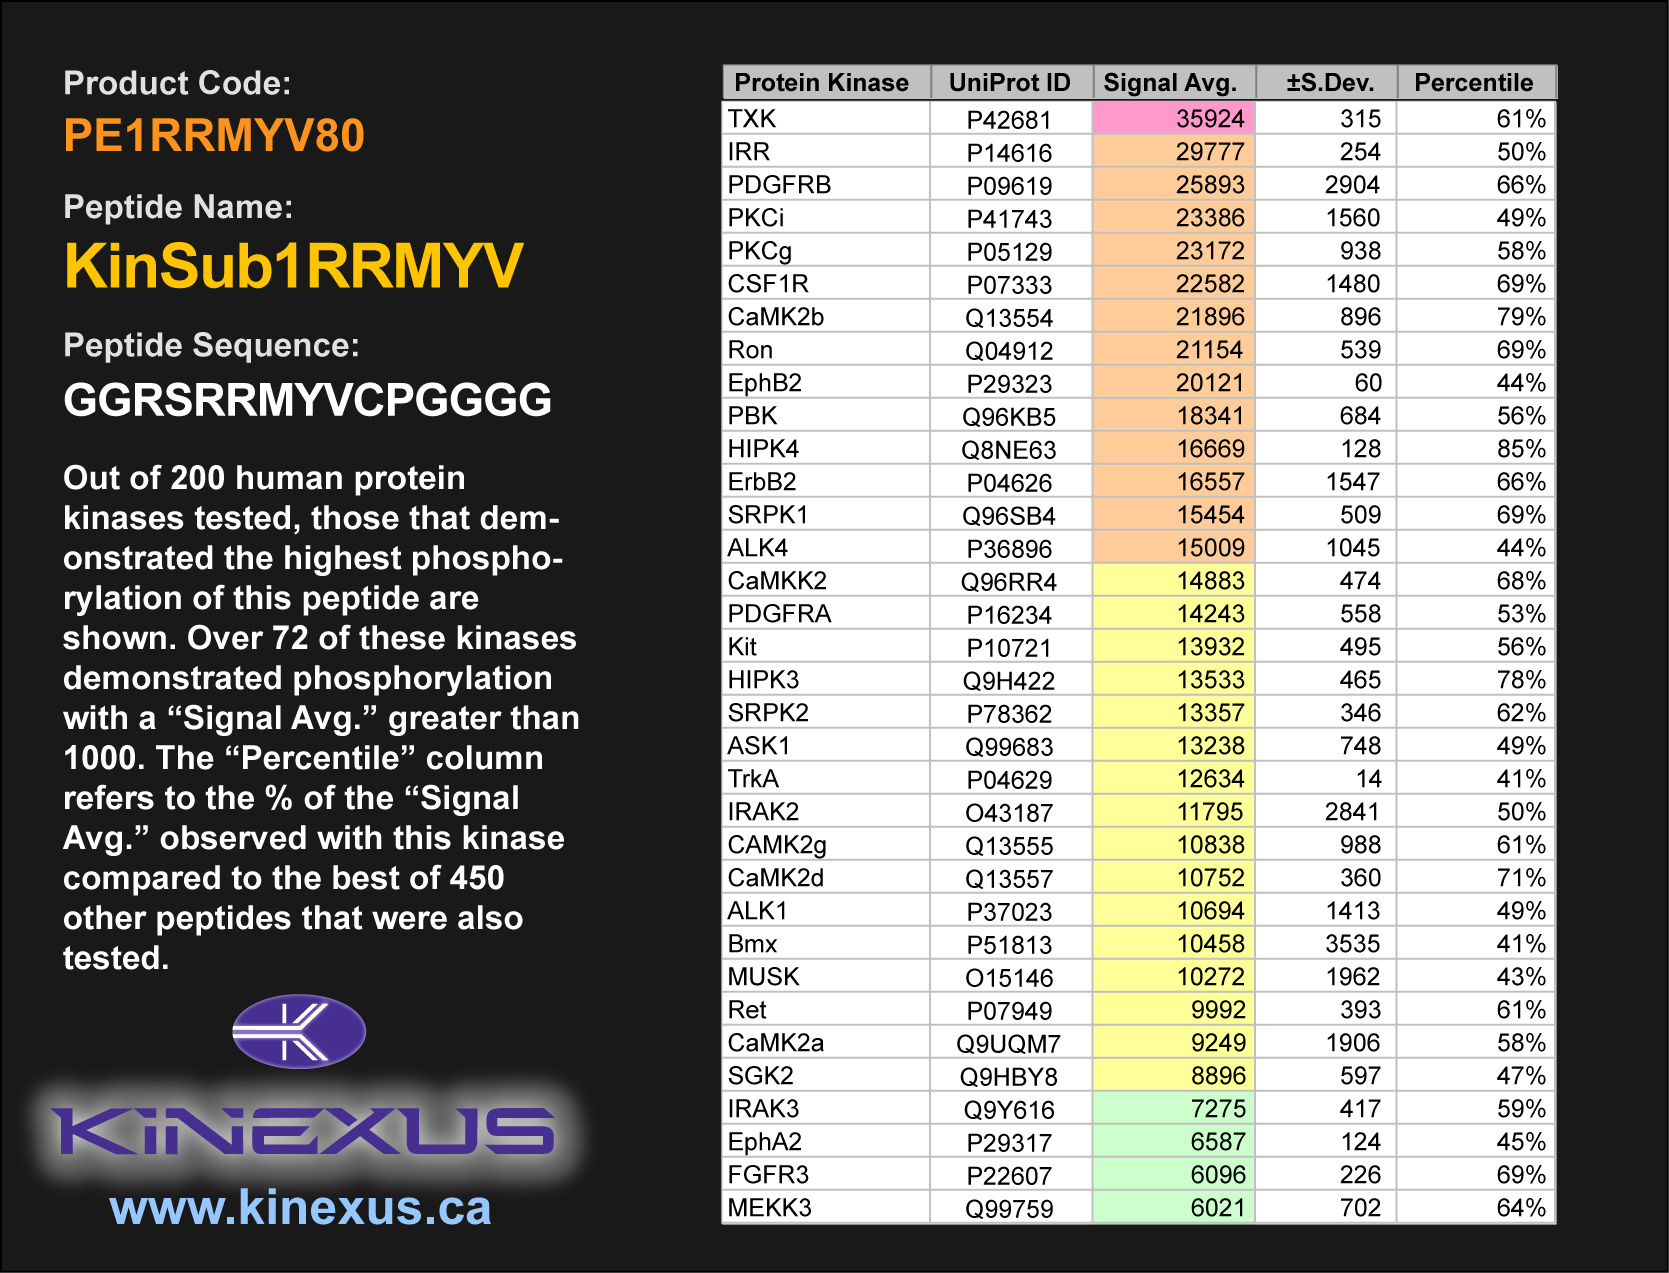 Product Code:
PE1RRMYV80
Peptide Name:
KinSub1RRMYV
Peptide Sequence:
GGRSRRMYVCPGGGG
Out of 200 human protein
kinases tested, those that dem-
onstrated the highest phospho-
rylation of this peptide are
shown. Over 72 of these kinases
demonstrated phosphorylation
with a “Signal Avg.” greater than
1000. The “Percentile” column
refers to the % of the “Signal
Avg.” observed with this kinase
compared to the best of 450
other peptides that were also
tested.
KiNEXUS
www.kinexus.ca
Protein Kinase UniProt ID Signal Avg. ±S.Dev. Percentile
TXK P42681 35924 315 61%
IRR P14616 29777 254 50%
PDGFRB P09619 25893 2904 66%
PKCi P41743 23386 1560 49%
PKCg P05129 23172 938 58%
CSF1R P07333 22582 1480 69%
CaMK2b Q13554 21896 896 79%
Ron Q04912 21154 539 69%
EphB2 P29323 20121 60 44%
PBK Q96KB5 18341 684 56%
HIPK4 Q8NE63 16669 128 85%
ErbB2 P04626 16557 1547 66%
SRPK1 Q96SB4 15454 509 69%
ALK4 P36896 15009 1045 44%
CaMKK2 Q96RR4 14883 474 68%
PDGFRA P16234 14243 558 53%
Kit P10721 13932 495 56%
HIPK3 Q9H422 13533 465 78%
SRPK2 P78362 13357 346 62%
ASK1 Q99683 13238 748 49%
TrkA P04629 12634 14 41%
IRAK2 O43187 11795 2841 50%
CAMK2g Q13555 10838 988 61%
CaMK2d Q13557 10752 360 71%
ALK1 P37023 10694 1413 49%
Bmx P51813 10458 3535 41%
MUSK O15146 10272 1962 43%
Ret P07949 9992 393 61%
CaMK2a Q9UQM7 9249 1906 58%
SGK2 Q9HBY8 8896 597 47%
IRAK3 Q9Y616 7275 417 59%
EphA2 P29317 6587 124 45%
FGFR3 P22607 6096 226 69%
MEKK3 Q99759 6021 702 64%